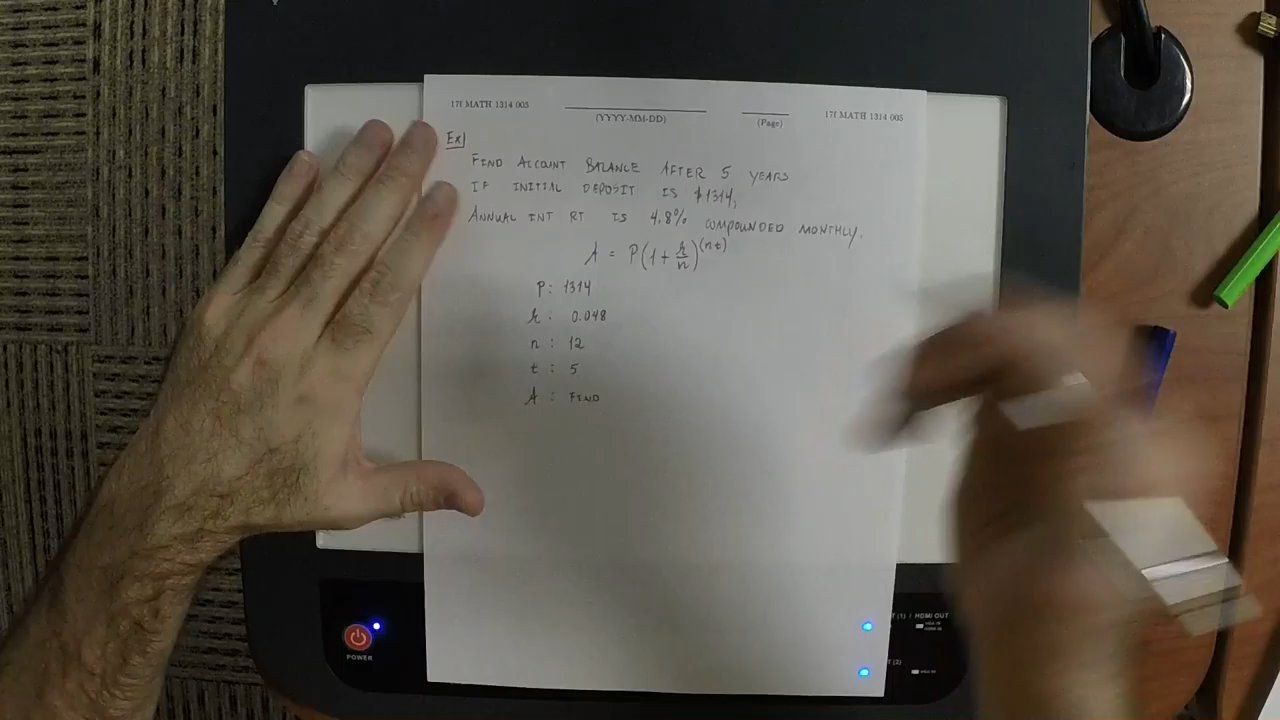 17f MATH 1314 005
(YYYY-MM-DD)
(Page)
17f MATH 1314 005
Ex
FIND ACCOUNT BALANCE AFTER 5 YEARS
IF INITIAL DEPOSIT IS $1314,
ANNUAL INT RT IS 4.8% COMPOUNDED MONTHLY.
A = P(1+r/n)^(nt)
P: 1314
r: 0.048
n: 12
t: 5
A: FIND
POWER
HDMI OUT